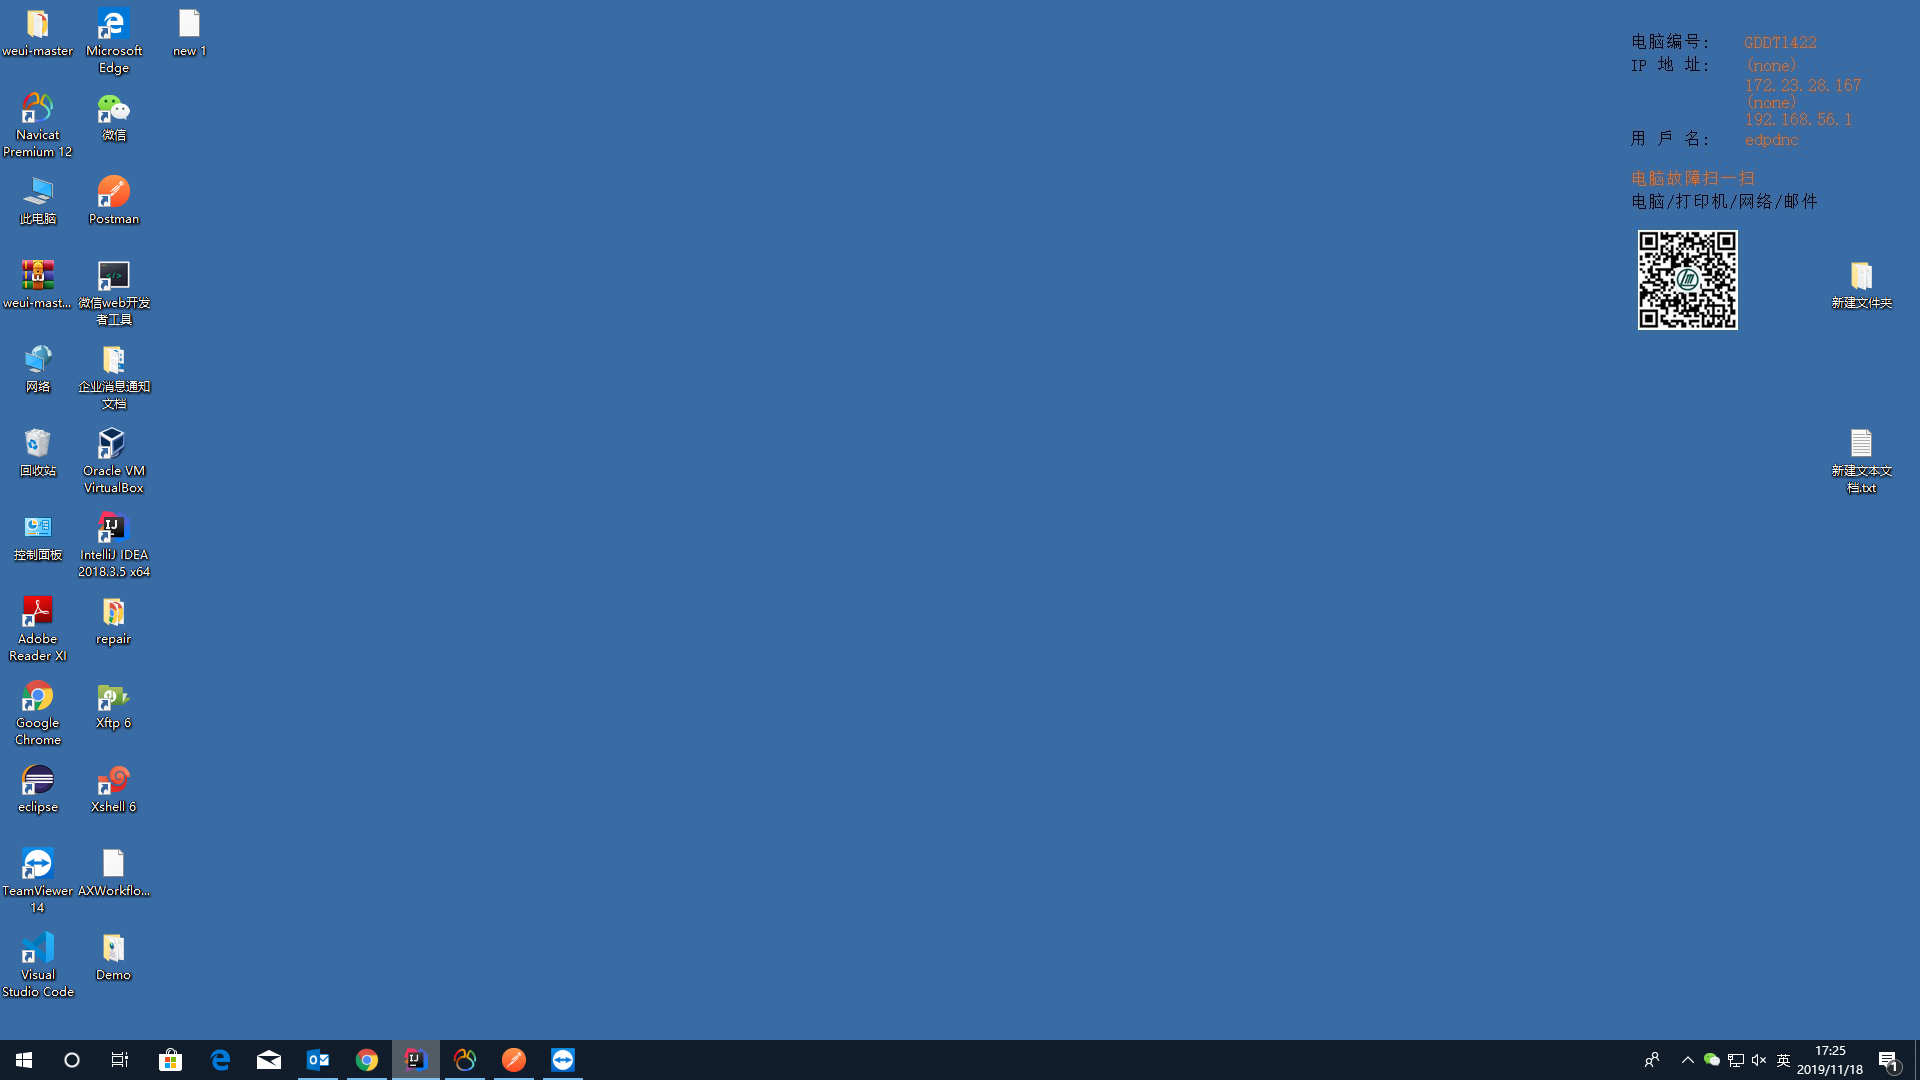 weui-master
Microsoft
Edge
new 1
Navicat
Premium 12
微信
此电脑
Postman
weui-mast...
微信web开发
者工具
网络
企业消息通知
文档
回收站
Oracle VM
VirtualBox
控制面板
IntelliJ IDEA
2018.3.5 x64
Adobe
Reader XI
repair
Google
Chrome
Xftp 6
eclipse
Xshell 6
TeamViewer
14
AXWorkflo...
Visual
Studio Code
Demo
电脑编号: GDDT1422
IP 地 址: (none)
172.23.28.167
(none)
192.168.56.1
用 戶 名: edpdnc
电脑故障扫一扫
电脑/打印机/网络/邮件
新建文件夹
新建文本文
档.txt
英
17:25
2019/11/18
1